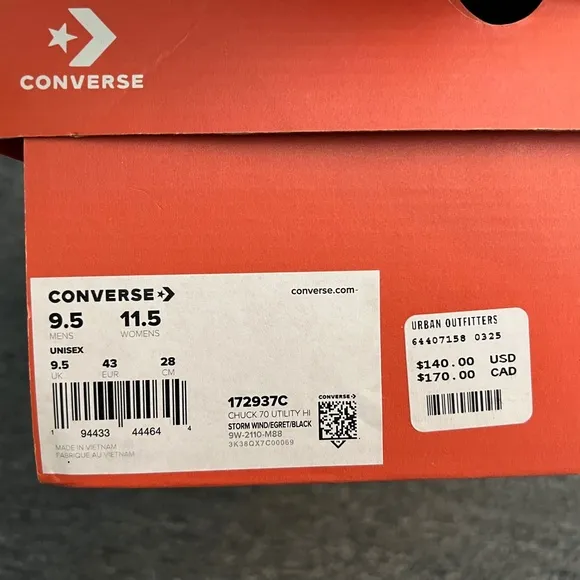 CONVERSE
CONVERSE
converse.com
9.5 11.5
MENS WOMENS
UNISEX
9.5 43 28
UK EUR CM
1 94433 44464 4
MADE IN VIETNAM
FABRIQUE AU VIETNAM
172937C
CHUCK 70 UTILITY HI
STORM WIND/EGRET/BLACK
9W-2110-M88
3K38QX7C00069
CONVERSE
URBAN OUTFITTERS
64407158 0325
$140.00 USD
$170.00 CAD